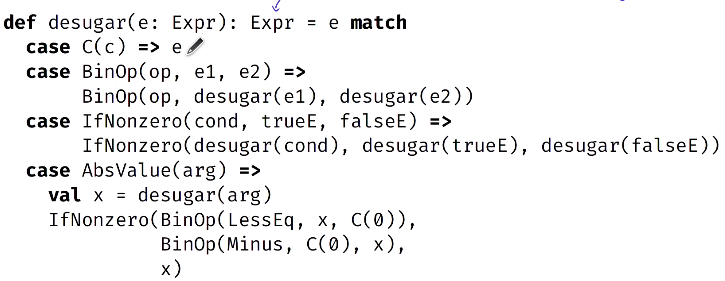 def desugar(e: Expr): Expr = e match
  case C(c) => e
  case BinOp(op, e1, e2) =>
       BinOp(op, desugar(e1), desugar(e2))
  case IfNonzero(cond, trueE, falseE) =>
       IfNonzero(desugar(cond), desugar(trueE), desugar(falseE))
  case AbsValue(arg) =>
    val x = desugar(arg)
    IfNonzero(BinOp(LessEq, x, C(0)),
              BinOp(Minus, C(0), x),
              x)